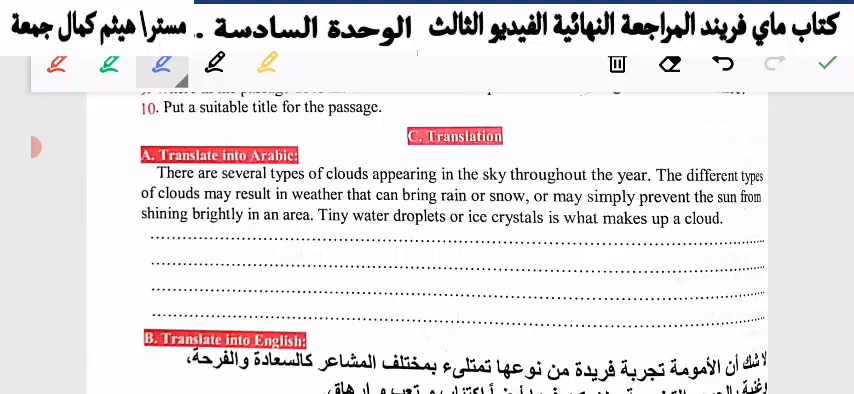 كتاب ماي فريند المراجعة النهائية الفيديو الثالث الوحدة السادسة . مستر\ هيثم كمال جمعة
10. Put a suitable title for the passage.
C. Translation
A. Translate into Arabic:
There are several types of clouds appearing in the sky throughout the year. The different types
of clouds may result in weather that can bring rain or snow, or may simply prevent the sun from
shining brightly in an area. Tiny water droplets or ice crystals is what makes up a cloud.
B. Translate into English:
لا شك أن الأمومة تجربة فريدة من نوعها تمتلىء بمختلف المشاعر كالسعادة والفرحة،